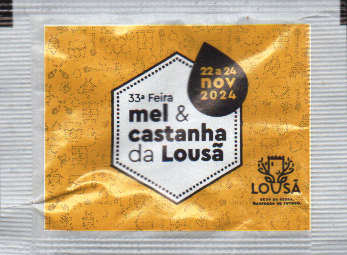 22 a 24
nov
2024
33ª Feira
mel &
castanha
da Lousã
LOUSÃ